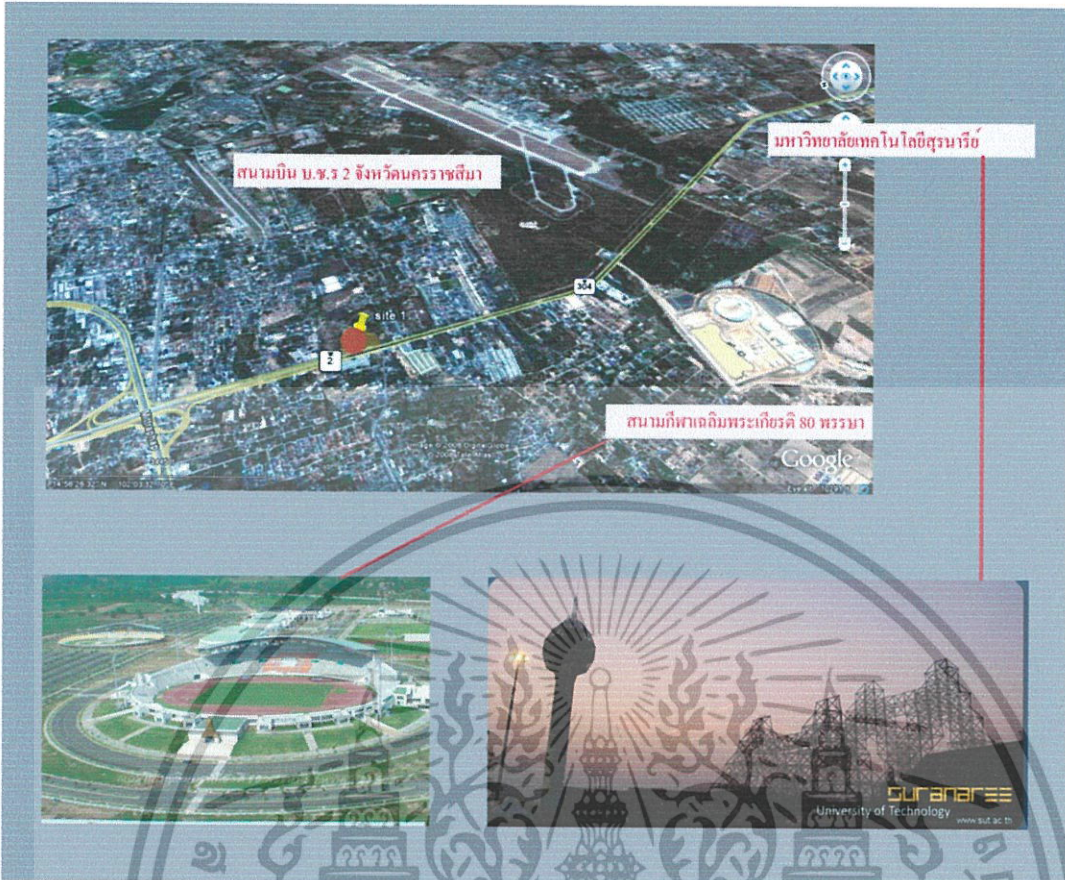 มหาวิทยาลัยเทคโนโลยีสุรนารีย์
สนามบิน บ.ช.ร 2 จังหวัดนครราชสีมา
304
site 1
2
สนามกีฬาเฉลิมพระเกียรติ 80 พรรษา
Google
SURANAREE
University of Technology
www.sut.ac.th